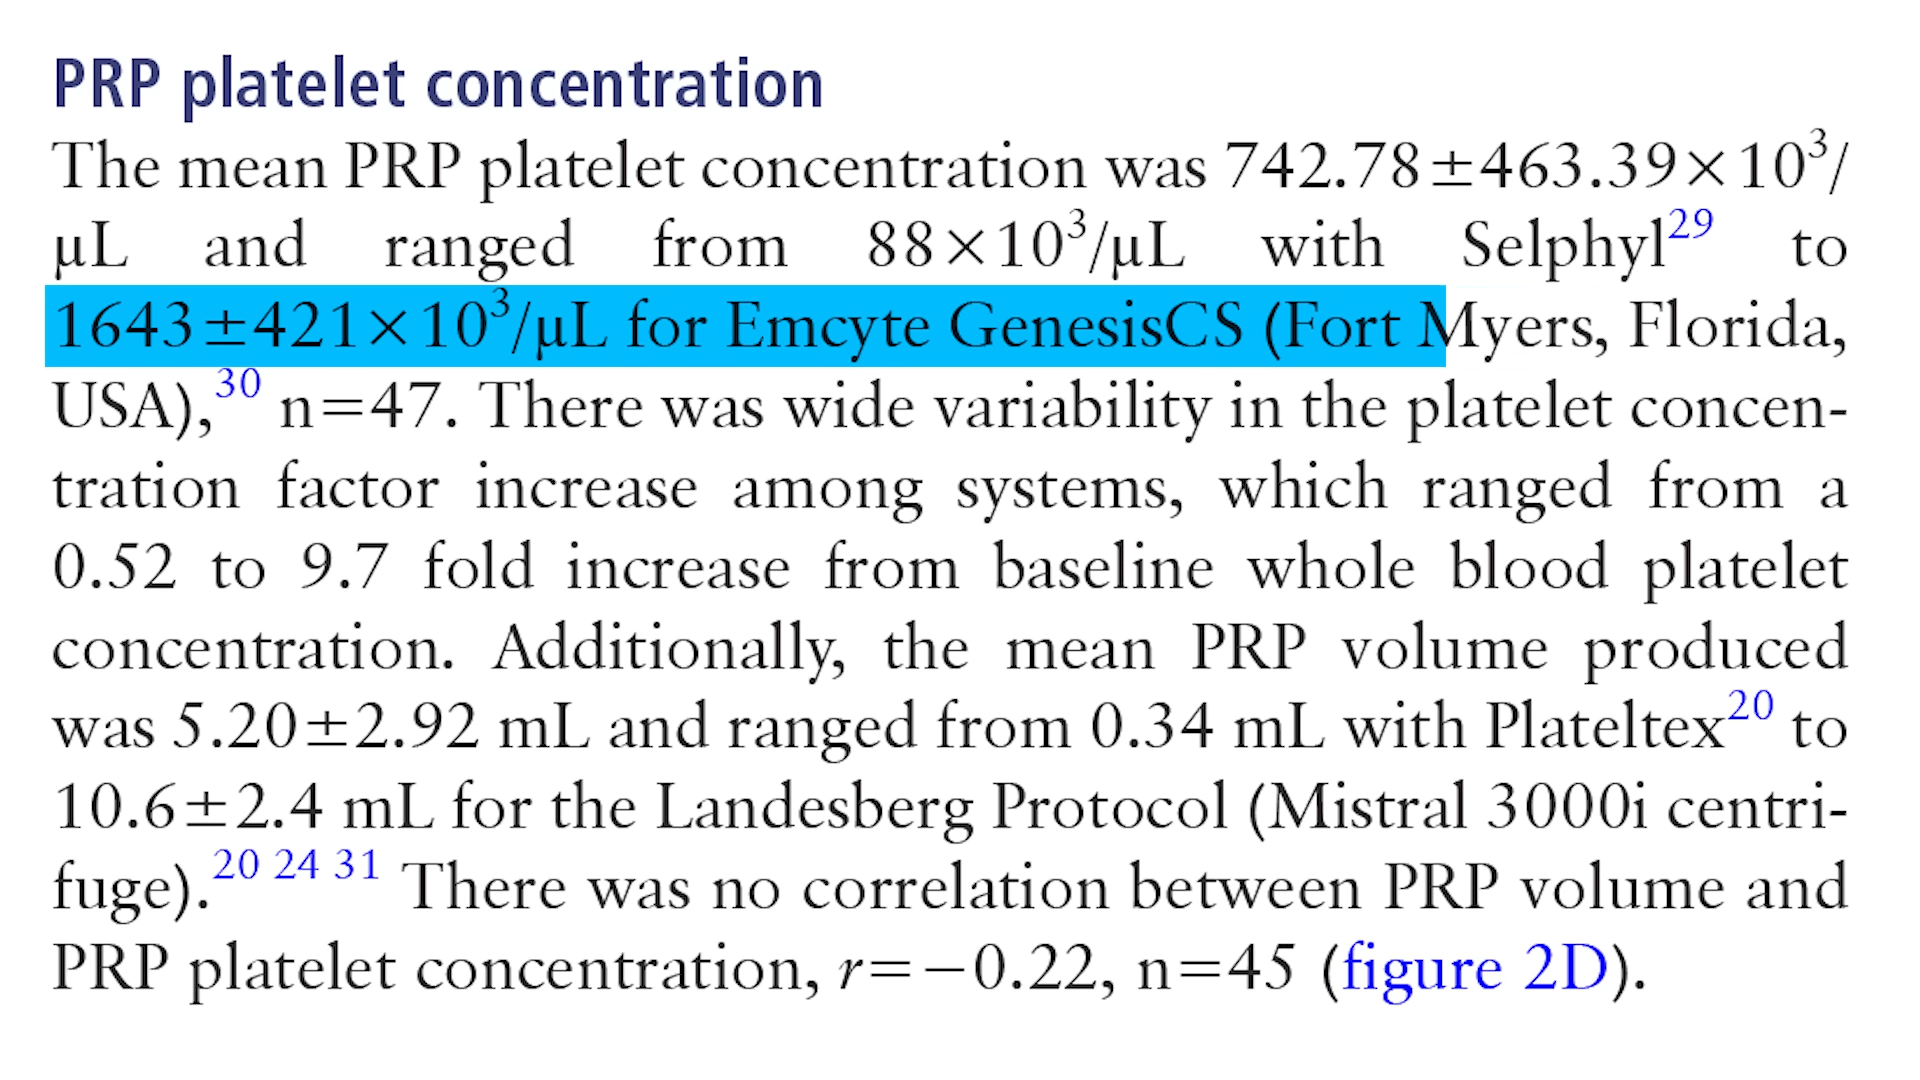 PRP platelet concentration
The mean PRP platelet concentration was 742.78±463.39×10³/
µL and ranged from 88×10³/µL with Selphyl²⁹ to
1643±421×10³/µL for Emcyte GenesisCS (Fort Myers, Florida,
USA),³⁰ n=47. There was wide variability in the platelet concen-
tration factor increase among systems, which ranged from a
0.52 to 9.7 fold increase from baseline whole blood platelet
concentration. Additionally, the mean PRP volume produced
was 5.20±2.92 mL and ranged from 0.34 mL with Plateltex²⁰ to
10.6±2.4 mL for the Landesberg Protocol (Mistral 3000i centri-
fuge).²⁰ ²⁴ ³¹ There was no correlation between PRP volume and
PRP platelet concentration, r=−0.22, n=45 (figure 2D).